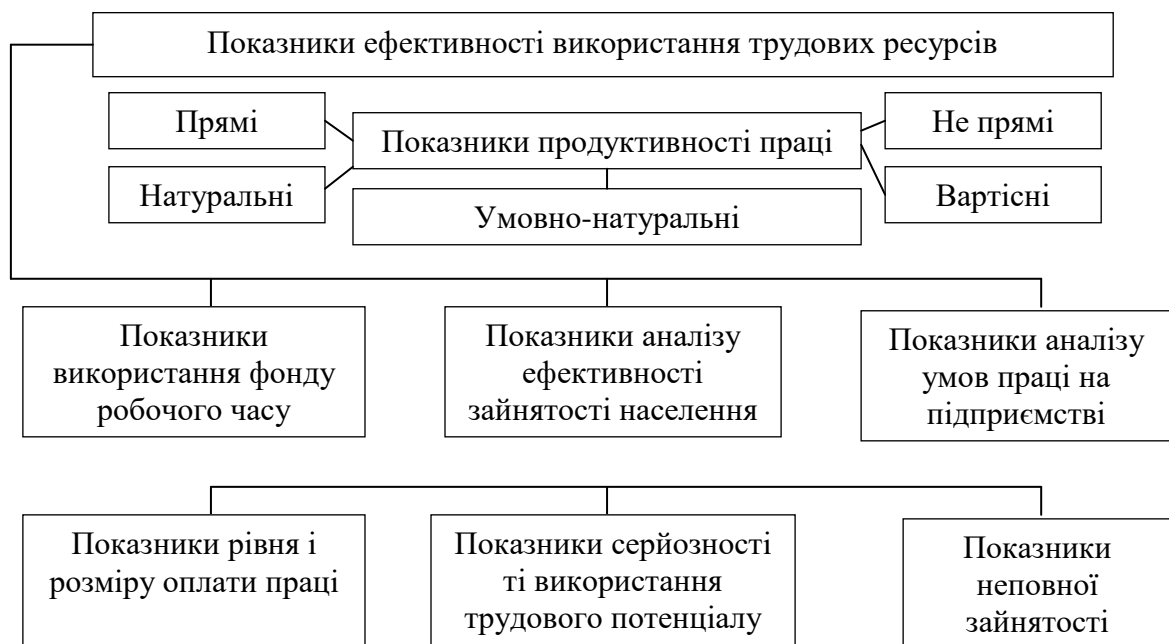 Показники ефективності використання трудових ресурсів
Прямі
Показники продуктивності праці
Не прямі
Натуральні
Умовно-натуральні
Вартісні
Показники
використання фонду
робочого часу
Показники аналізу
ефективності
зайнятості населення
Показники аналізу
умов праці на
підприємстві
Показники рівня і
розміру оплати праці
Показники серйозності
ті використання
трудового потенціалу
Показники
неповної
зайнятості